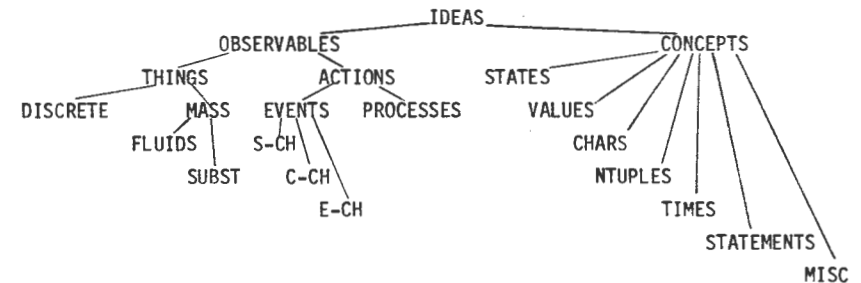 IDEAS
OBSERVABLES CONCEPTS
THINGS ACTIONS STATES
DISCRETE MASS EVENTS PROCESSES VALUES
FLUIDS S-CH CHARS
SUBST C-CH NTUPLES
E-CH TIMES
STATEMENTS
MISC